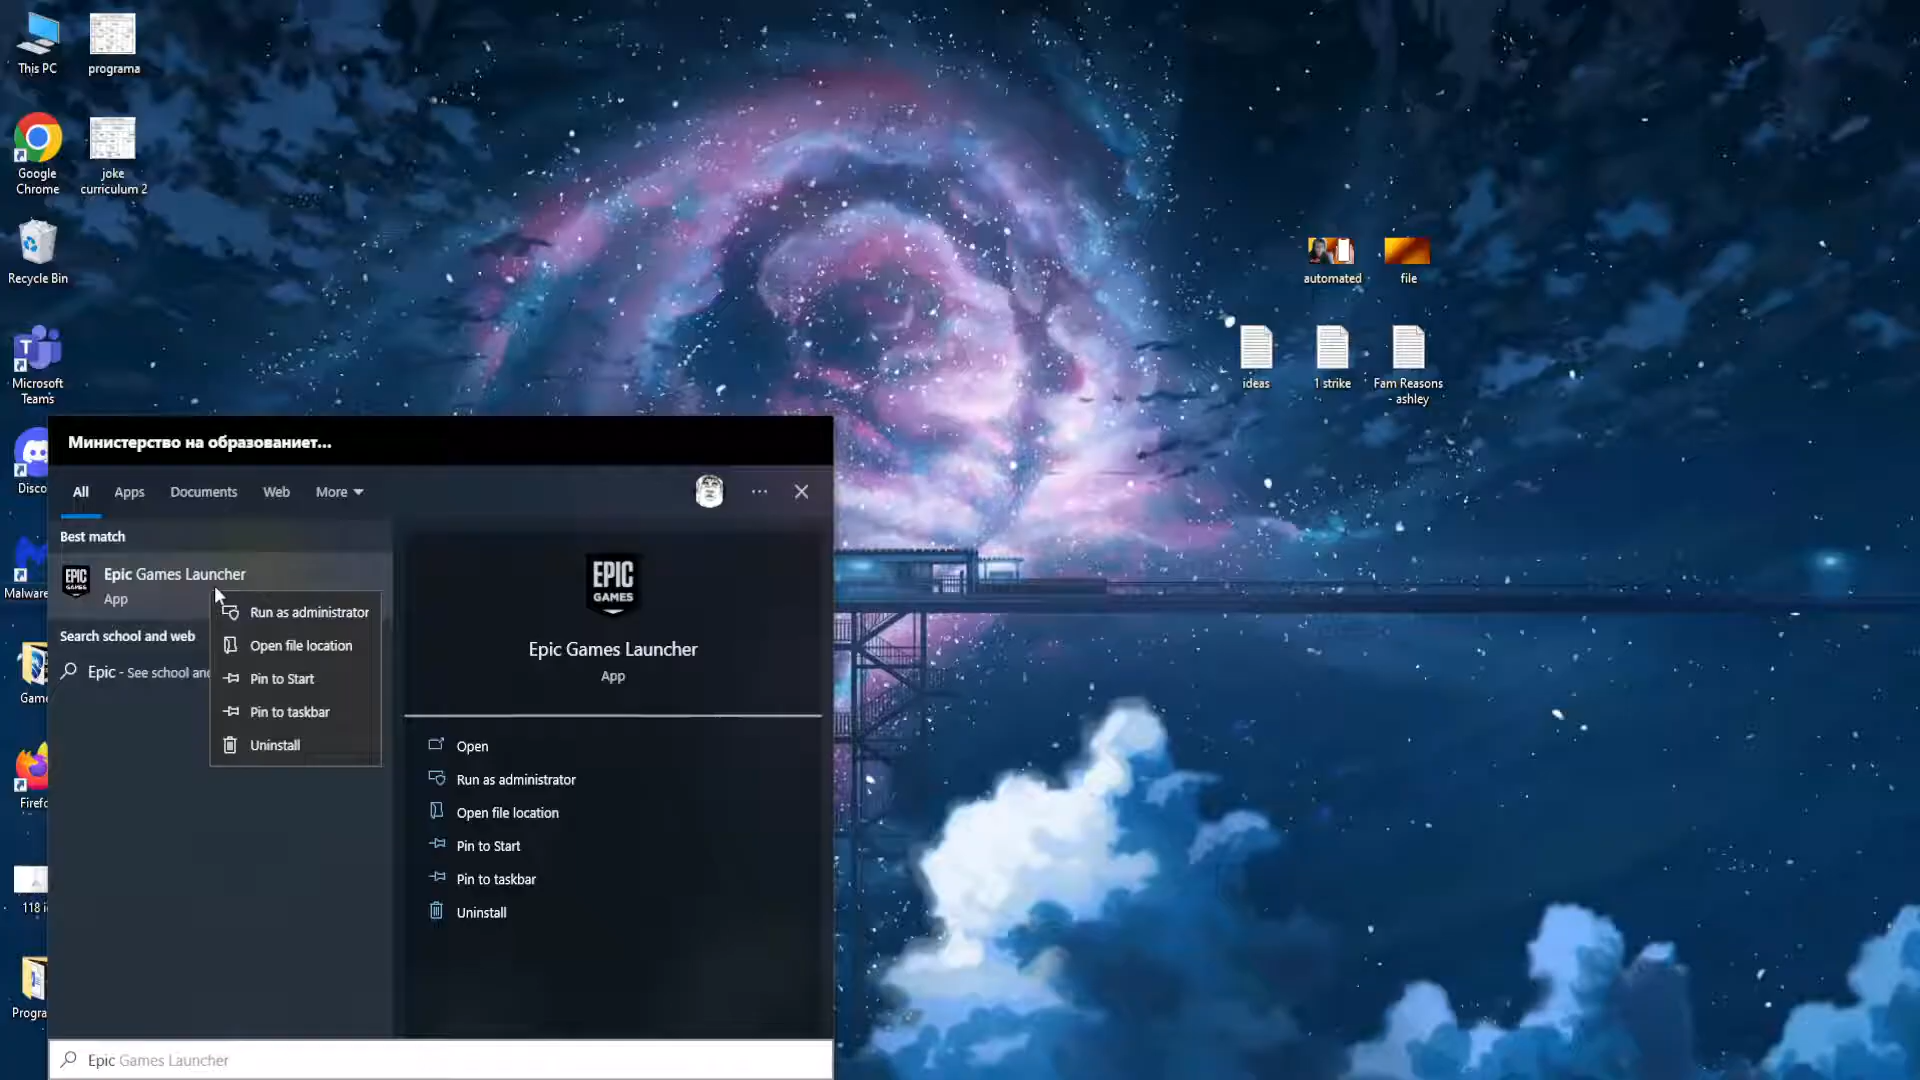 This PC
programa
Google
Chrome
joke
curriculum 2
Recycle Bin
Microsoft
Teams
Disco
Malware
Game
Firefo
118 i
Progra
automated
file
ideas
1 strike
Fam Reasons
- ashley
Министерство на образованиет...
All
Apps
Documents
Web
More
Best match
Epic Games Launcher
App
Search school and web
Epic - See school and
Run as administrator
Open file location
Pin to Start
Pin to taskbar
Uninstall
EPIC
GAMES
EPIC
GAMES
Epic Games Launcher
App
Open
Run as administrator
Open file location
Pin to Start
Pin to taskbar
Uninstall
Epic Games Launcher